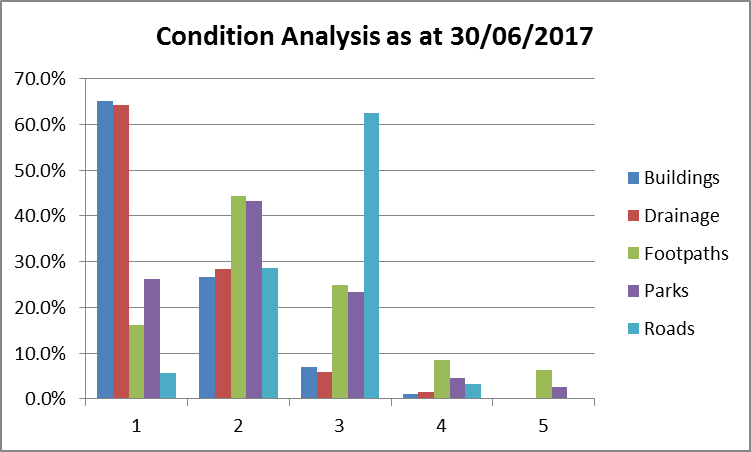 Condition Analysis as at 30/06/2017
70.0%
60.0%
50.0%
40.0%
30.0%
20.0%
10.0%
0.0%
1 2 3 4 5
Buildings
Drainage
Footpaths
Parks
Roads